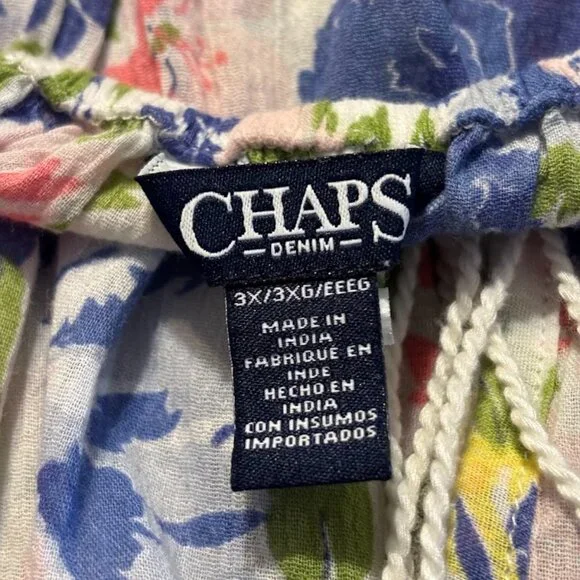 CHAPS
DENIM
3X/3XG/EEEG
MADE IN
INDIA
FABRIQUE EN
INDE
HECHO EN
INDIA
CON INSUMOS
IMPORTADOS